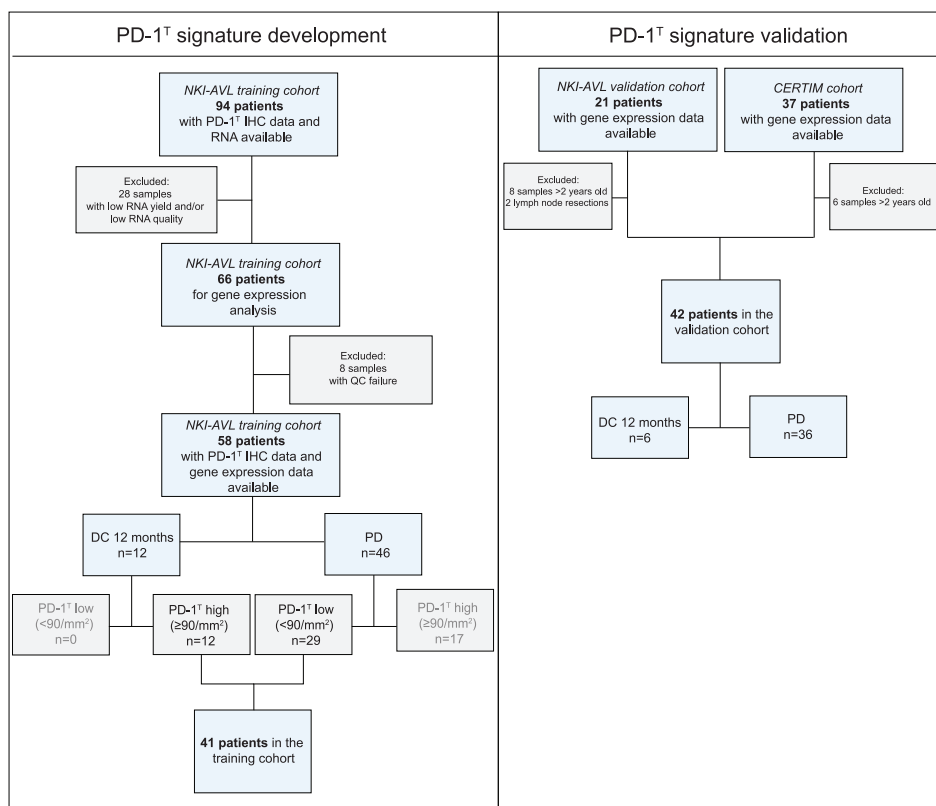 PD-1ᵀ signature development
NKI-AVL training cohort
94 patients
with PD-1ᵀ IHC data and
RNA available
Excluded:
28 samples
with low RNA yield and/or
low RNA quality
NKI-AVL training cohort
66 patients
for gene expression
analysis
Excluded:
8 samples
with QC failure
NKI-AVL training cohort
58 patients
with PD-1ᵀ IHC data and
gene expression data
available
DC 12 months
n=12
PD
n=46
PD-1ᵀ low
(<90/mm²)
n=0
PD-1ᵀ high
(≥90/mm²)
n=12
PD-1ᵀ low
(<90/mm²)
n=29
PD-1ᵀ high
(≥90/mm²)
n=17
41 patients in the
training cohort
PD-1ᵀ signature validation
NKI-AVL validation cohort
21 patients
with gene expression data
available
CERTIM cohort
37 patients
with gene expression data
available
Excluded:
8 samples >2 years old
2 lymph node resections
Excluded:
6 samples >2 years old
42 patients in the
validation cohort
DC 12 months
n=6
PD
n=36